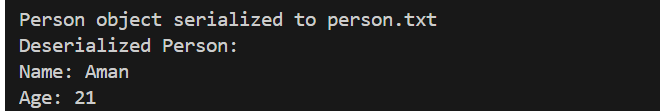 Person object serialized to person.txt
Deserialized Person:
Name: Aman
Age: 21